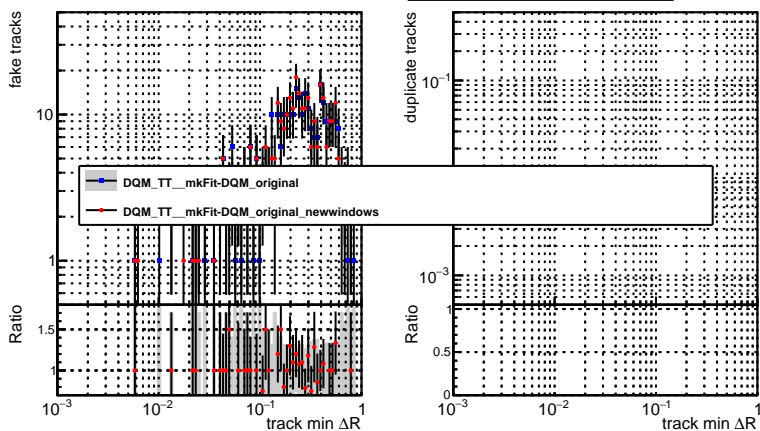 fake tracks
10
1
Ratio
1.5
1
10⁻³
10⁻²
10⁻¹
1
track min ΔR
duplicate tracks
10⁻¹
10⁻³
Ratio
1
0.5
0
10⁻³
10⁻²
10⁻¹
1
track min ΔR
DQM_TT__mkFit-DQM_original
DQM_TT__mkFit-DQM_original_newwindows